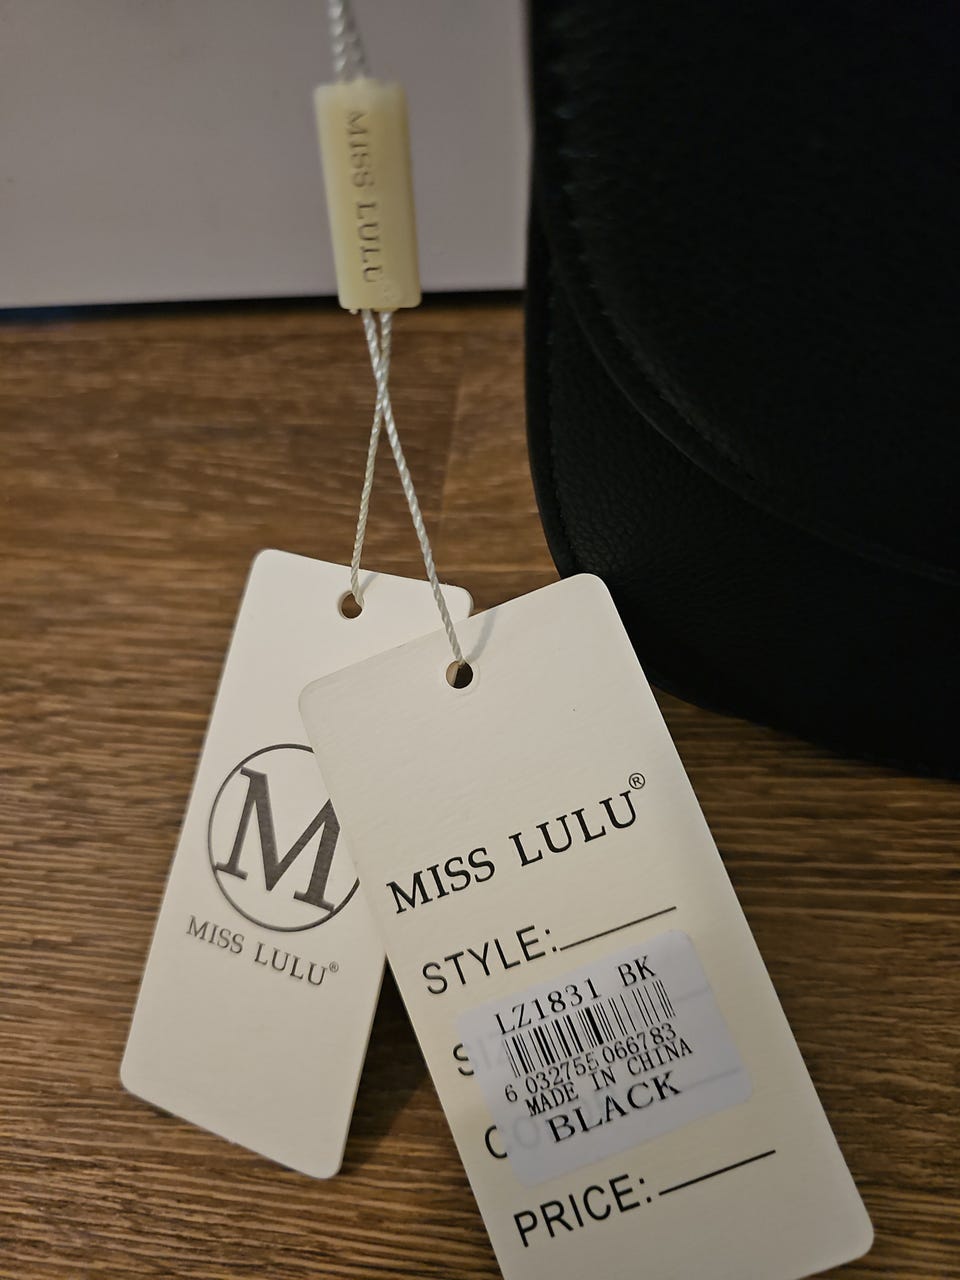 MISS LULU
M
MISS LULU®
MISS LULU®
STYLE:
LZ1831 BK
6 032755 066783
MADE IN CHINA
BLACK
PRICE: